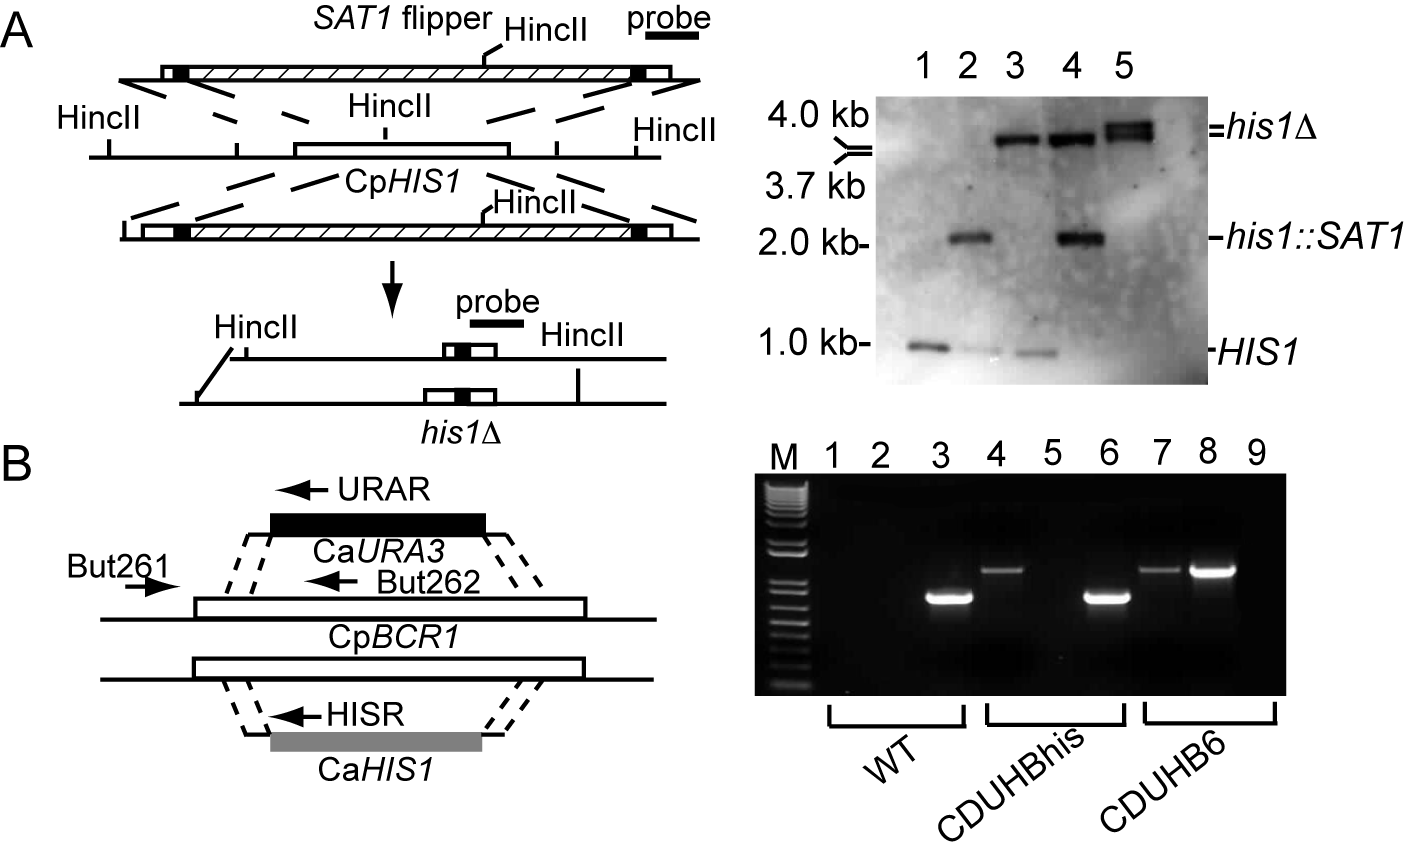 A
SAT1 flipper
HincII
probe
HincII
HincII
HincII
CpHIS1
HincII
probe
HincII
HincII
his1Δ
1 2 3 4 5
4.0 kb
3.7 kb
2.0 kb-
1.0 kb-
his1Δ
his1::SAT1
HIS1
B
URAR
CaURA3
But261
But262
CpBCR1
HISR
CaHIS1
M 1 2 3 4 5 6 7 8 9
WT
CDUHBhis
CDUHB6